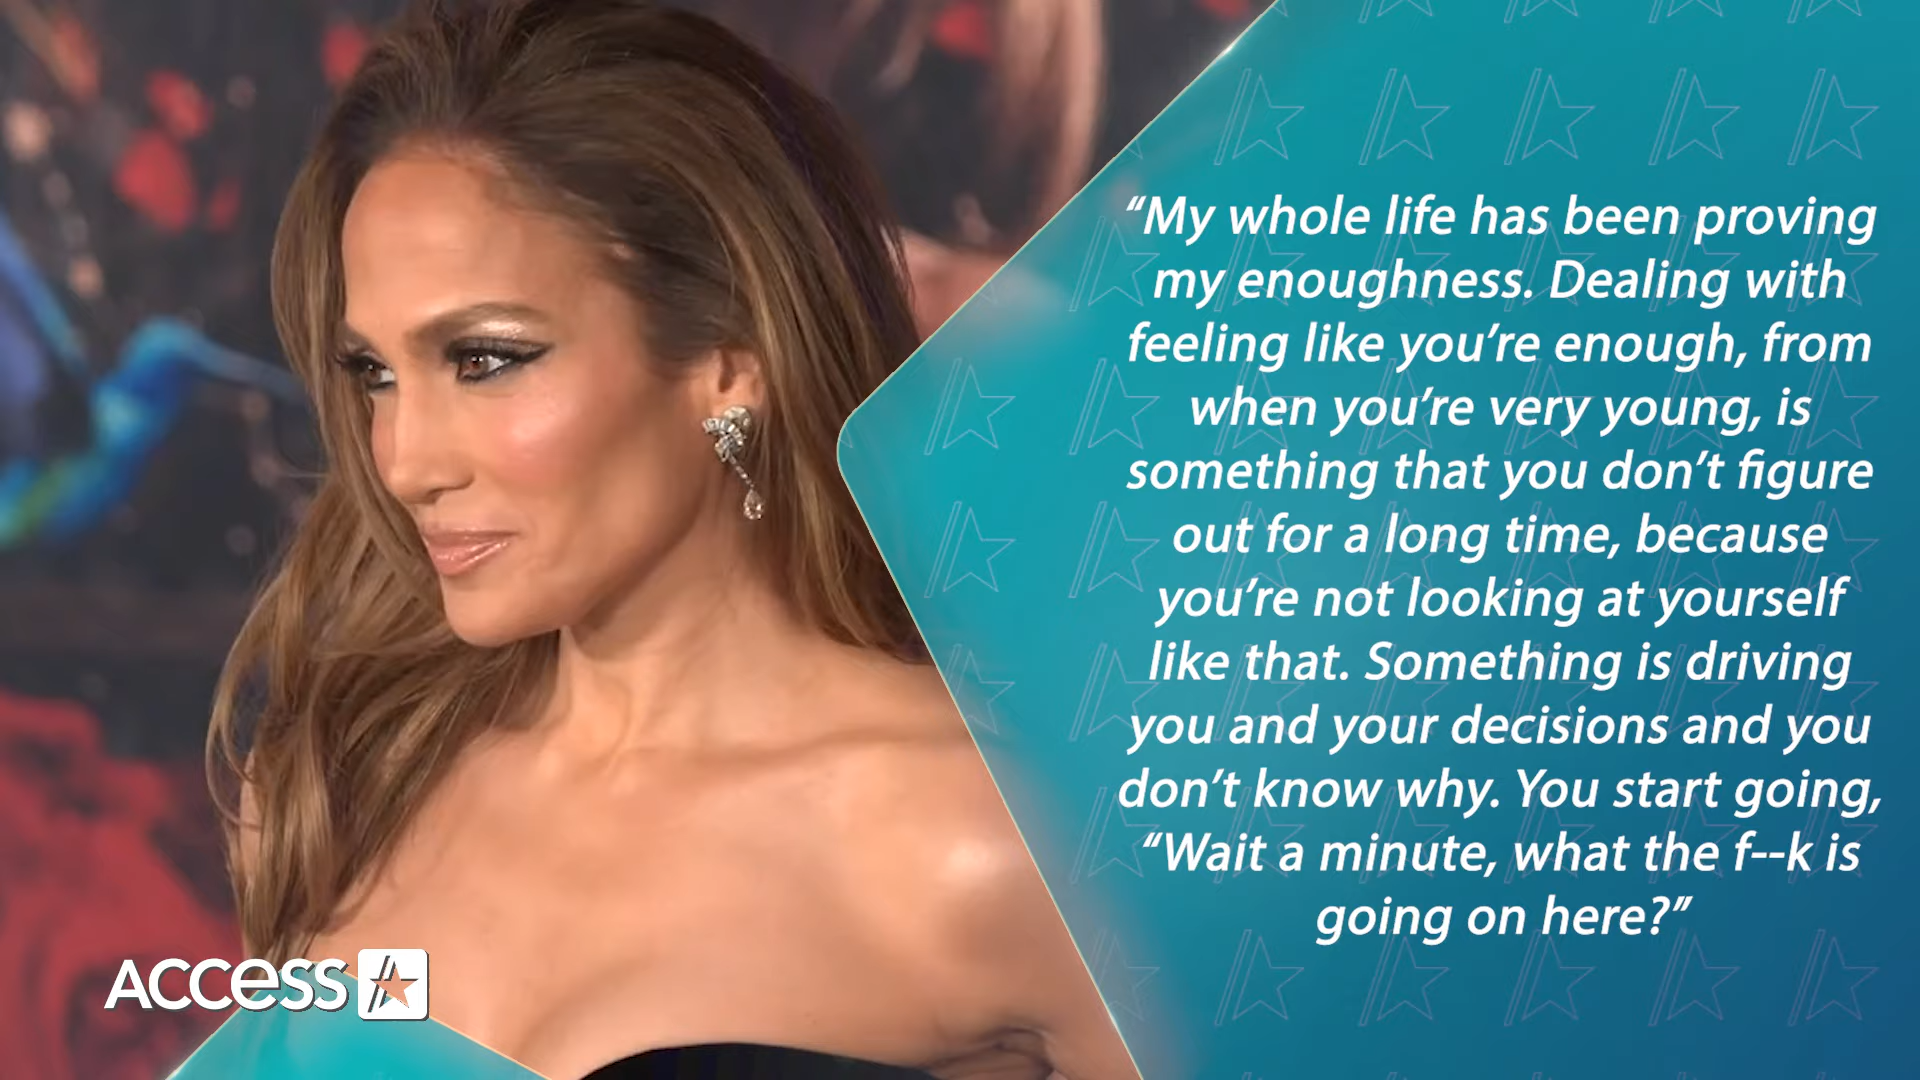 “My whole life has been proving
my enoughness. Dealing with
feeling like you’re enough, from
when you’re very young, is
something that you don’t figure
out for a long time, because
you’re not looking at yourself
like that. Something is driving
you and your decisions and you
don’t know why. You start going,
“Wait a minute, what the f--k is
going on here?”
ACCESS